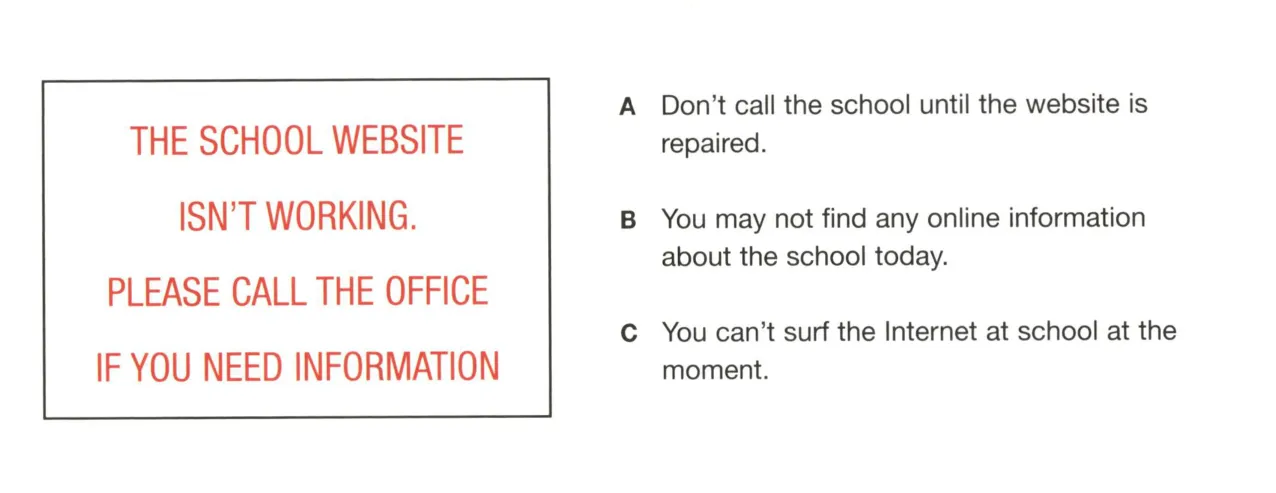 THE SCHOOL WEBSITE
ISN'T WORKING.
PLEASE CALL THE OFFICE
IF YOU NEED INFORMATION
A Don't call the school until the website is
repaired.
B You may not find any online information
about the school today.
C You can't surf the Internet at school at the
moment.